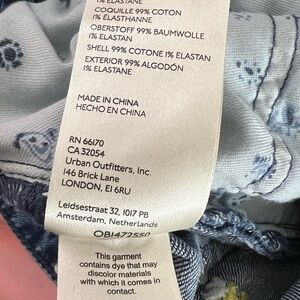 1% ELASTANE
COQUILLE 99% COTON
1% ÉLASTHANNE
OBERSTOFF 99% BAUMWOLLE
1% ELASTAN
SHELL 99% COTONE 1% ELASTAN
EXTERIOR 99% ALGODÓN
1% ELASTANE
MADE IN CHINA
HECHO EN CHINA
RN 66170
CA 32054
Urban Outfitters, Inc.
146 Brick Lane
LONDON, E1 6RU
Leidsestraat 32, 1017 PB
Amsterdam, Netherlands
OB1472550
This garment
contains dye that may
discolor materials
with which it comes in
contact.